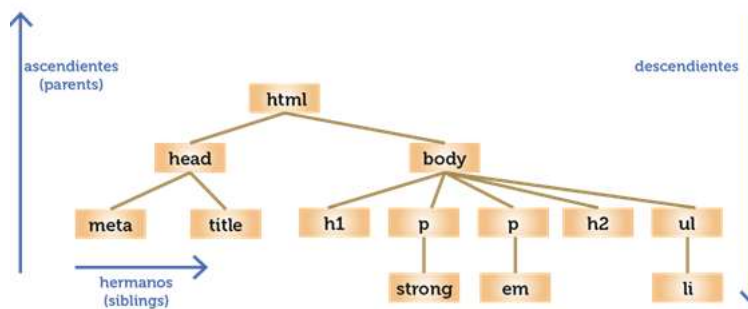 ascendientes
(parents)
descendientes
html
head
body
meta
title
h1
p
p
h2
ul
strong
em
li
hermanos
(siblings)